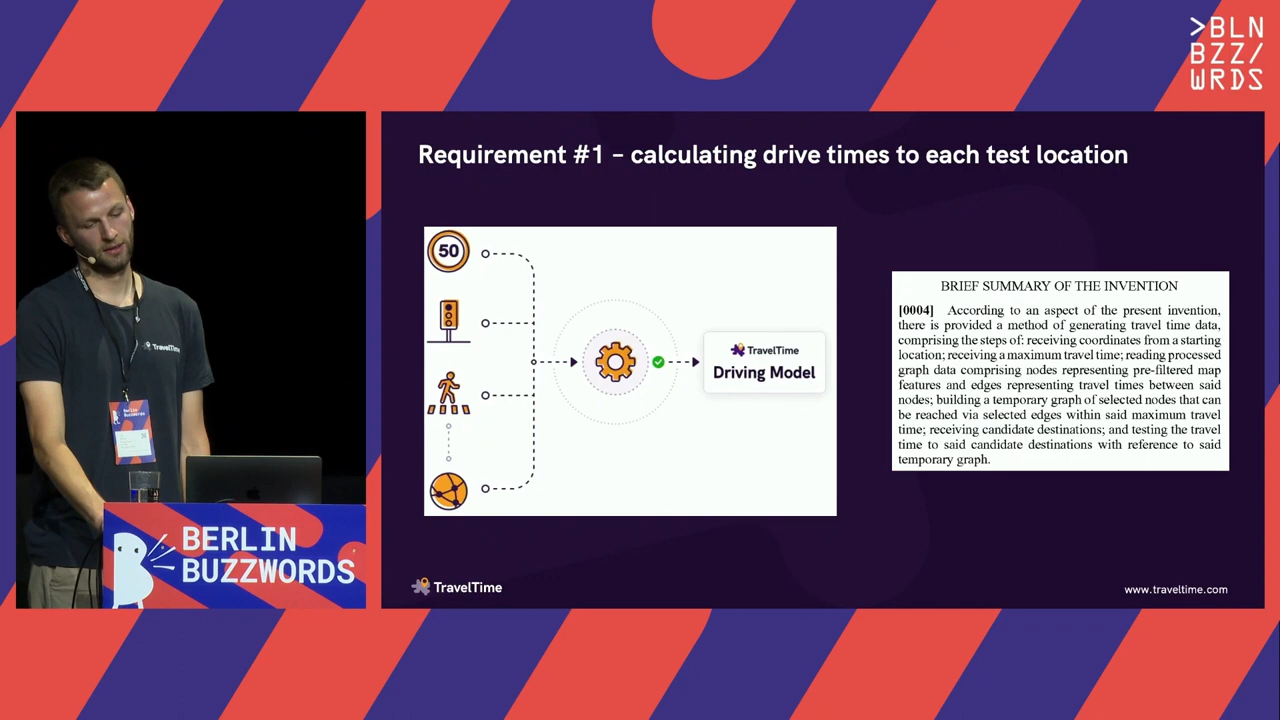 >BLN
BZZ/
WRDS
Requirement #1 – calculating drive times to each test location
50
TravelTime
Driving Model
BRIEF SUMMARY OF THE INVENTION
[0004] According to an aspect of the present invention,
there is provided a method of generating travel time data,
comprising the steps of: receiving coordinates from a starting
location; receiving a maximum travel time; reading processed
graph data comprising nodes representing pre-filtered map
features and edges representing travel times between said
nodes; building a temporary graph of selected nodes that can
be reached via selected edges within said maximum travel
time; receiving candidate destinations; and testing the travel
time to said candidate destinations with reference to said
temporary graph.
TravelTime
Berlin
Buzzwords
BERLIN
BUZZWORDS
TravelTime
www.traveltime.com